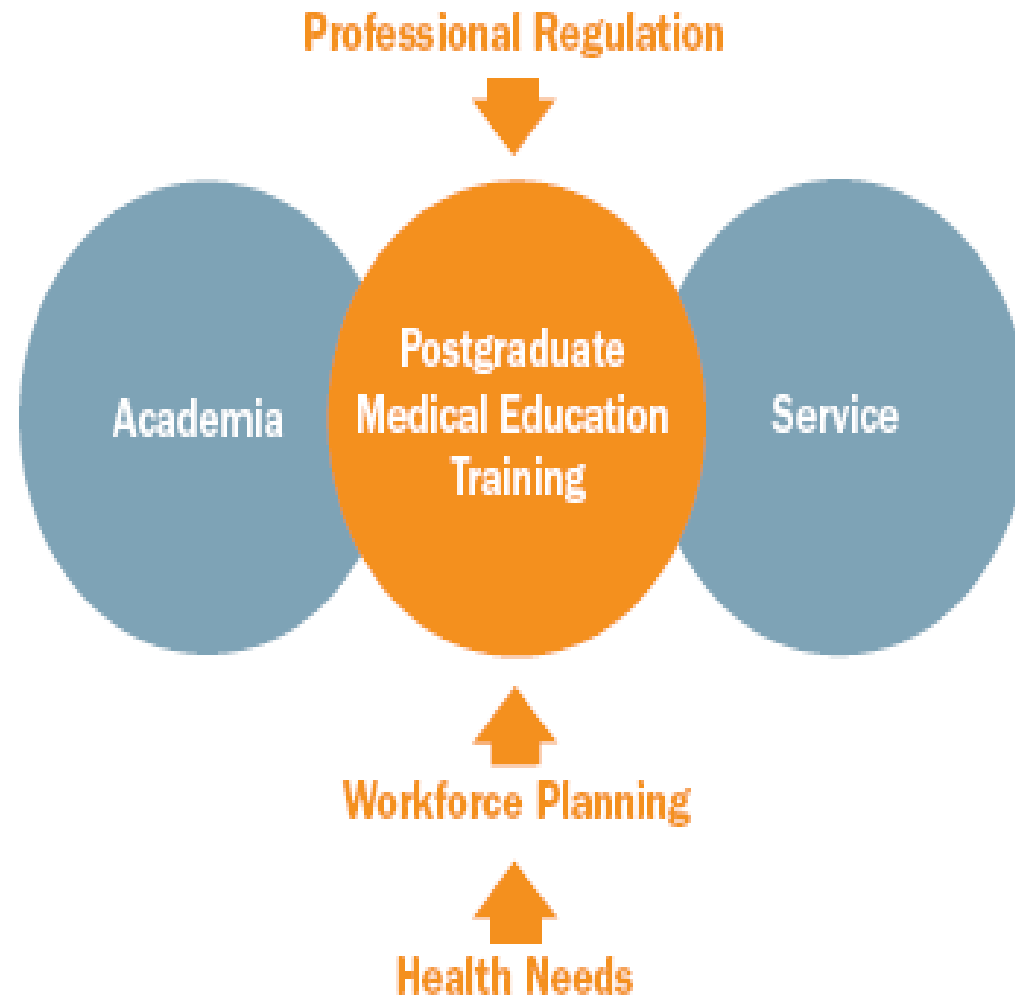 Professional Regulation
Academia
Postgraduate
Medical Education
Training
Service
Workforce Planning
Health Needs